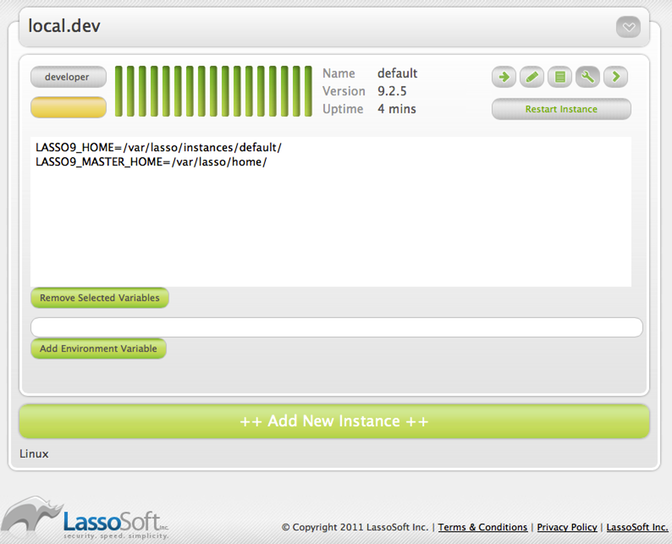 local.dev
developer
Name default
Version 9.2.5
Uptime 4 mins
Restart Instance
LASSO9_HOME=/var/lasso/instances/default/
LASSO9_MASTER_HOME=/var/lasso/home/
Remove Selected Variables
Add Environment Variable
++ Add New Instance ++
Linux
LassoSoft Inc.
security. speed. simplicity.
© Copyright 2011 LassoSoft Inc. | Terms & Conditions | Privacy Policy | LassoSoft Inc.